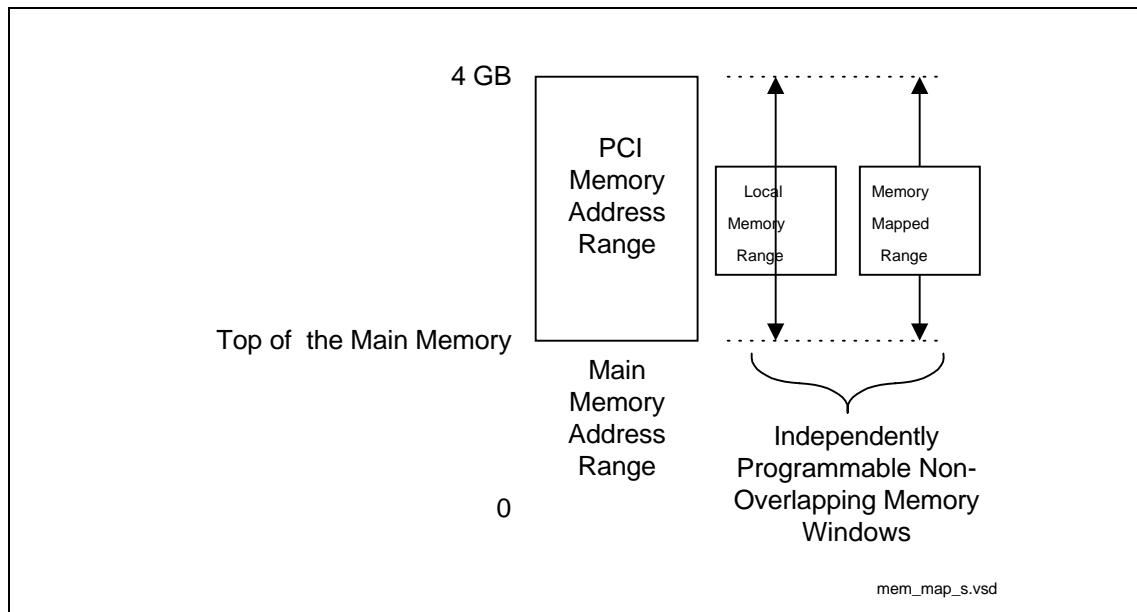 4 GB
PCI
Memory
Address
Range
Local
Memory
Range
Memory
Mapped
Range
Top of the Main Memory
Main
Memory
Address
Range
0
Independently
Programmable Non-
Overlapping Memory
Windows
mem_map_s.vsd